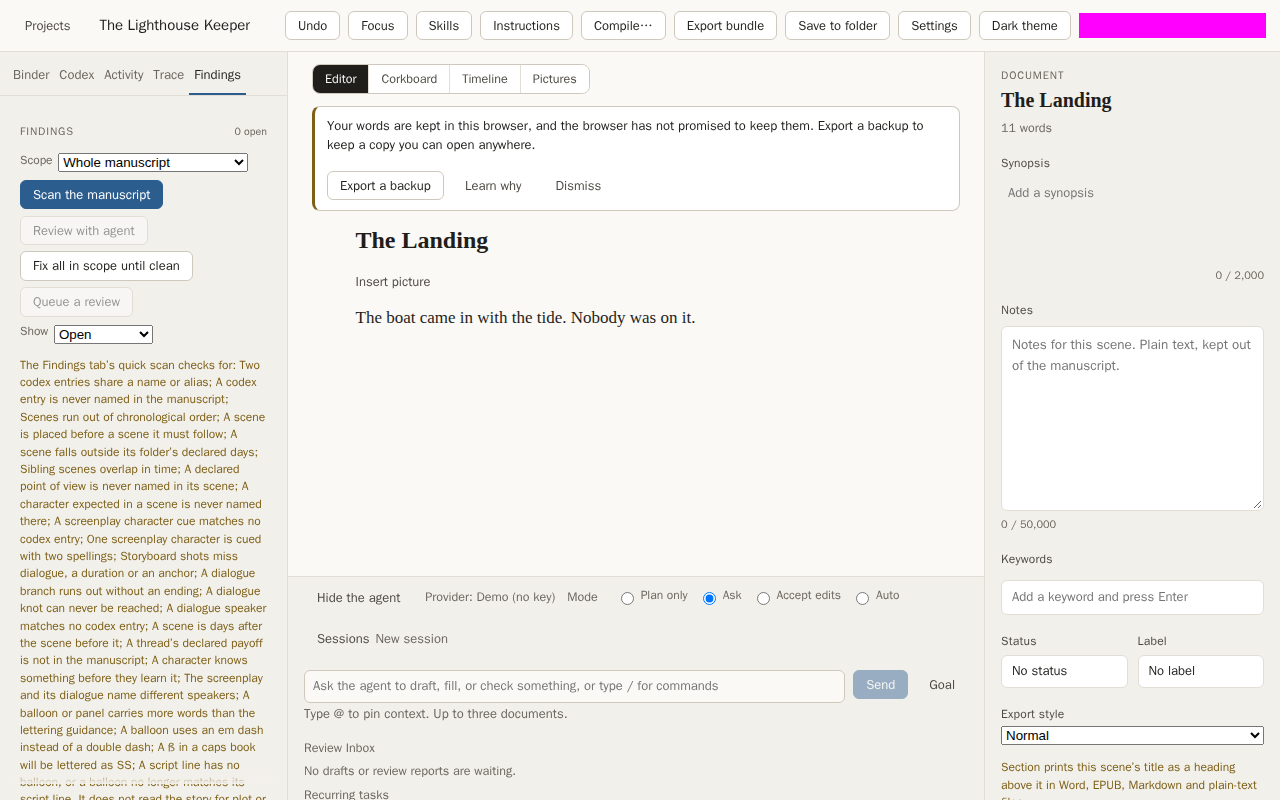 Projects
The Lighthouse Keeper
Undo
Focus
Skills
Instructions
Compile···
Export bundle
Save to folder
Settings
Dark theme
Binder
Codex
Activity
Trace
Findings
FINDINGS
0 open
Scope
Whole manuscript
Scan the manuscript
Review with agent
Fix all in scope until clean
Queue a review
Show
Open
The Findings tab's quick scan checks for: Two
codex entries share a name or alias; A codex
entry is never named in the manuscript;
Scenes run out of chronological order; A scene
is placed before a scene it must follow; A
scene falls outside its folder's declared days;
Sibling scenes overlap in time; A declared
point of view is never named in its scene; A
character expected in a scene is never named
there; A screenplay character cue matches no
codex entry; One screenplay character is cued
with two spellings; Storyboard shots miss
dialogue, a duration or an anchor; A dialogue
branch runs out without an ending; A dialogue
knot can never be reached; A dialogue speaker
matches no codex entry; A scene is days after
the scene before it; A thread's declared payoff
is not in the manuscript; A character knows
something before they learn it; The screenplay
and its dialogue name different speakers; A
balloon or panel carries more words than the
lettering guidance; A balloon uses an em dash
instead of a double dash; A ß in a caps book
will be lettered as SS; A script line has no
balloon, or a balloon no longer matches its
script line. It does not read the story for plot or
Editor
Corkboard
Timeline
Pictures
Your words are kept in this browser, and the browser has not promised to keep them. Export a backup to
keep a copy you can open anywhere.
Export a backup
Learn why
Dismiss
The Landing
Insert picture
The boat came in with the tide. Nobody was on it.
Hide the agent
Provider: Demo (no key)
Mode
Plan only
Ask
Accept edits
Auto
Sessions
New session
Ask the agent to draft, fill, or check something, or type / for commands
Send
Goal
Type @ to pin context. Up to three documents.
Review Inbox
No drafts or review reports are waiting.
Recurring tasks
DOCUMENT
The Landing
11 words
Synopsis
Add a synopsis
0 / 2,000
Notes
Notes for this scene. Plain text, kept out
of the manuscript.
0 / 50,000
Keywords
Add a keyword and press Enter
Status
Label
No status
No label
Export style
Normal
Section prints this scene's title as a heading
above it in Word, EPUB, Markdown and plain-text